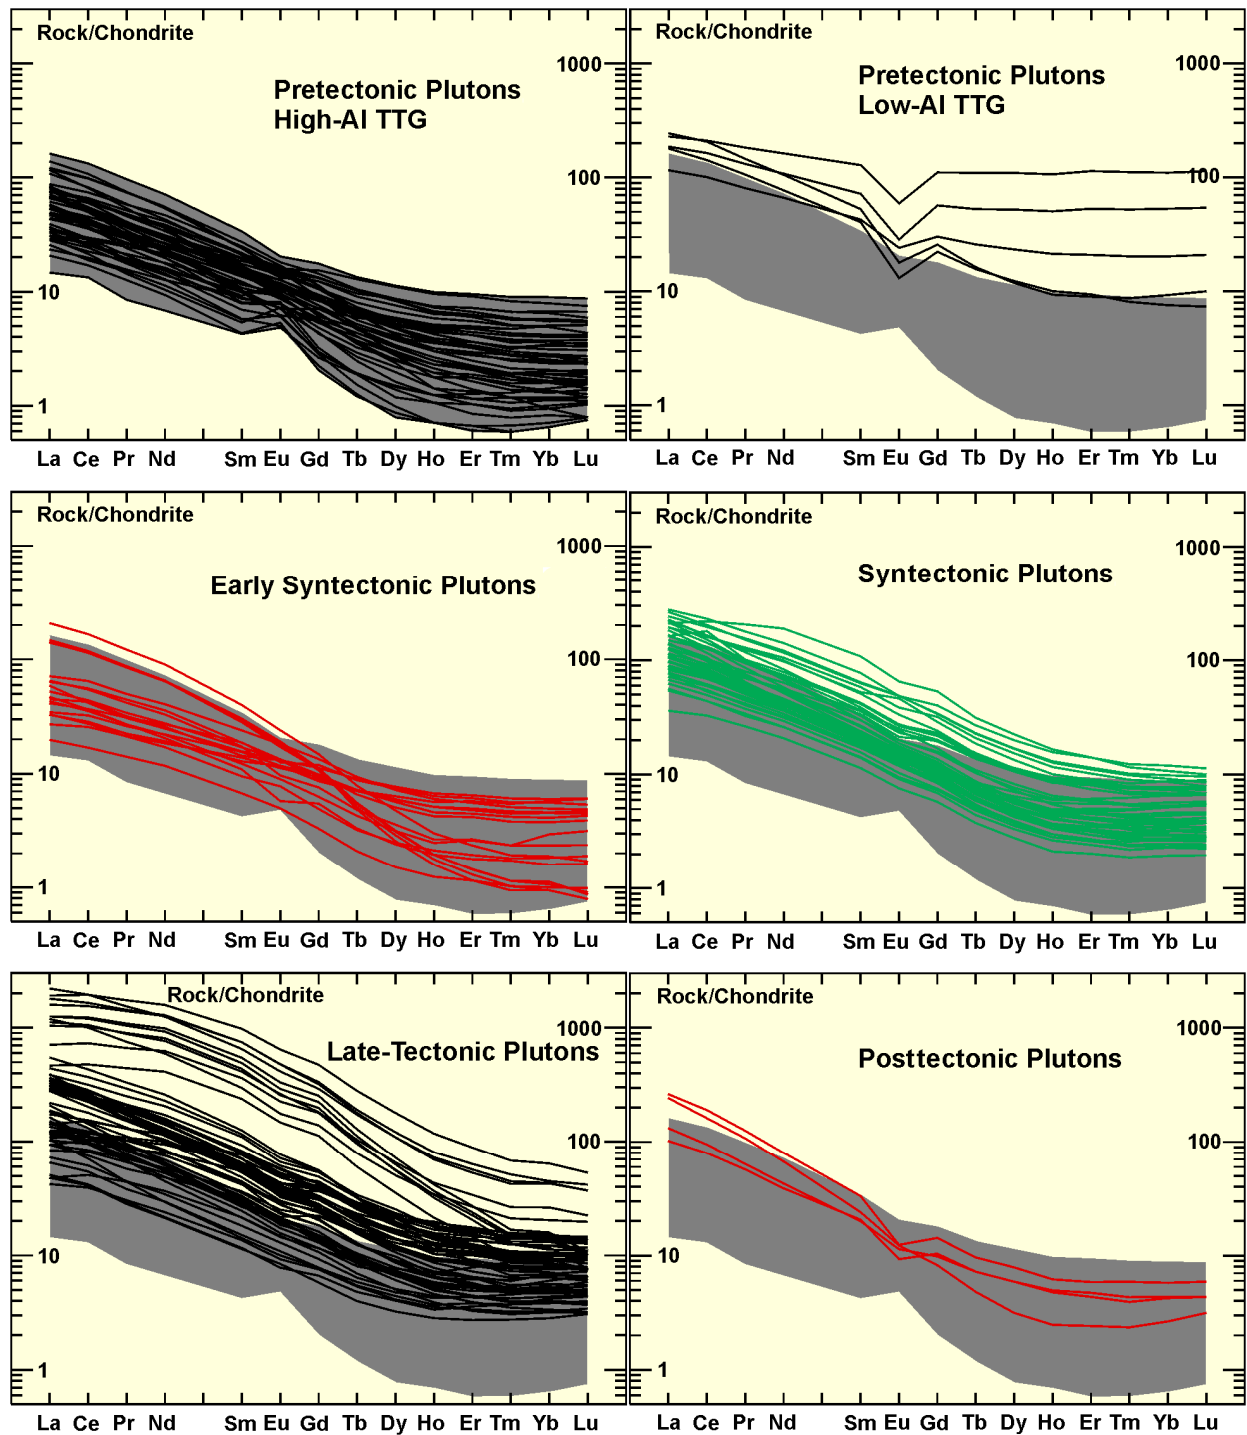 Rock/Chondrite
Pretectonic Plutons
High-Al TTG
1000
100
10
1
La Ce Pr Nd Sm Eu Gd Tb Dy Ho Er Tm Yb Lu
Rock/Chondrite
Pretectonic Plutons
Low-Al TTG
1000
100
10
1
La Ce Pr Nd Sm Eu Gd Tb Dy Ho Er Tm Yb Lu
Rock/Chondrite
1000
Early Syntectonic Plutons
100
10
1
La Ce Pr Nd Sm Eu Gd Tb Dy Ho Er Tm Yb Lu
Rock/Chondrite
1000
Syntectonic Plutons
100
10
1
La Ce Pr Nd Sm Eu Gd Tb Dy Ho Er Tm Yb Lu
Rock/Chondrite
1000
Late-Tectonic Plutons
100
10
1
La Ce Pr Nd Sm Eu Gd Tb Dy Ho Er Tm Yb Lu
Rock/Chondrite
1000
Posttectonic Plutons
100
10
1
La Ce Pr Nd Sm Eu Gd Tb Dy Ho Er Tm Yb Lu